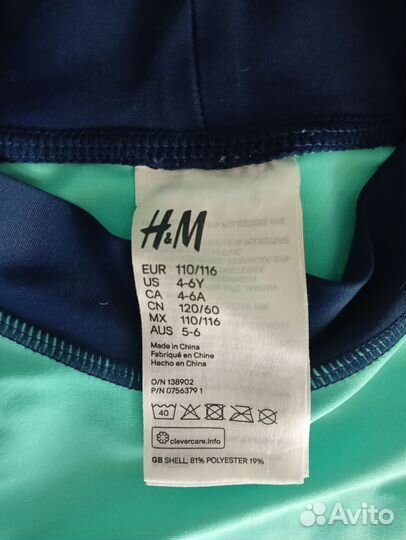 H&M
EUR 110/116
US 4-6Y
CA 4-6A
CN 120/60
MX 110/116
AUS 5-6
Made in China
Fabriqué en Chine
Hecho en China
O/N 138902
P/N 0756379 1
40
clevercare.info
GB SHELL: 81% POLYESTER 19%
Avito